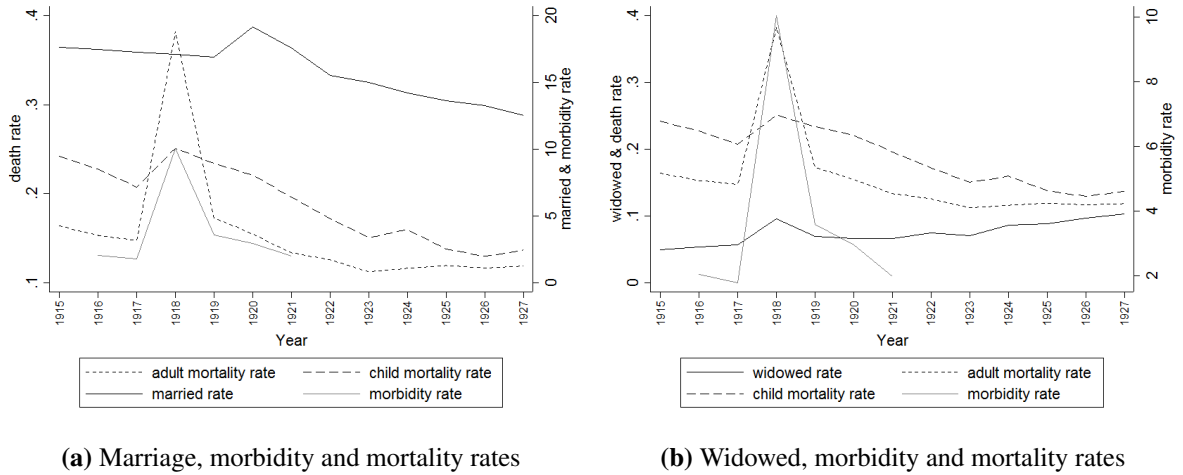 .4
.3
.2
.1
death rate
20
15
10
5
0
married & morbidity rate
1915
1916
1917
1918
1919
1920
1921
1922
1923
1924
1925
1926
1927
Year
adult mortality rate
child mortality rate
married rate
morbidity rate
(a) Marriage, morbidity and mortality rates
.4
.3
.2
.1
0
widowed & death rate
10
8
6
4
2
morbidity rate
1915
1916
1917
1918
1919
1920
1921
1922
1923
1924
1925
1926
1927
Year
widowed rate
adult mortality rate
child mortality rate
morbidity rate
(b) Widowed, morbidity and mortality rates